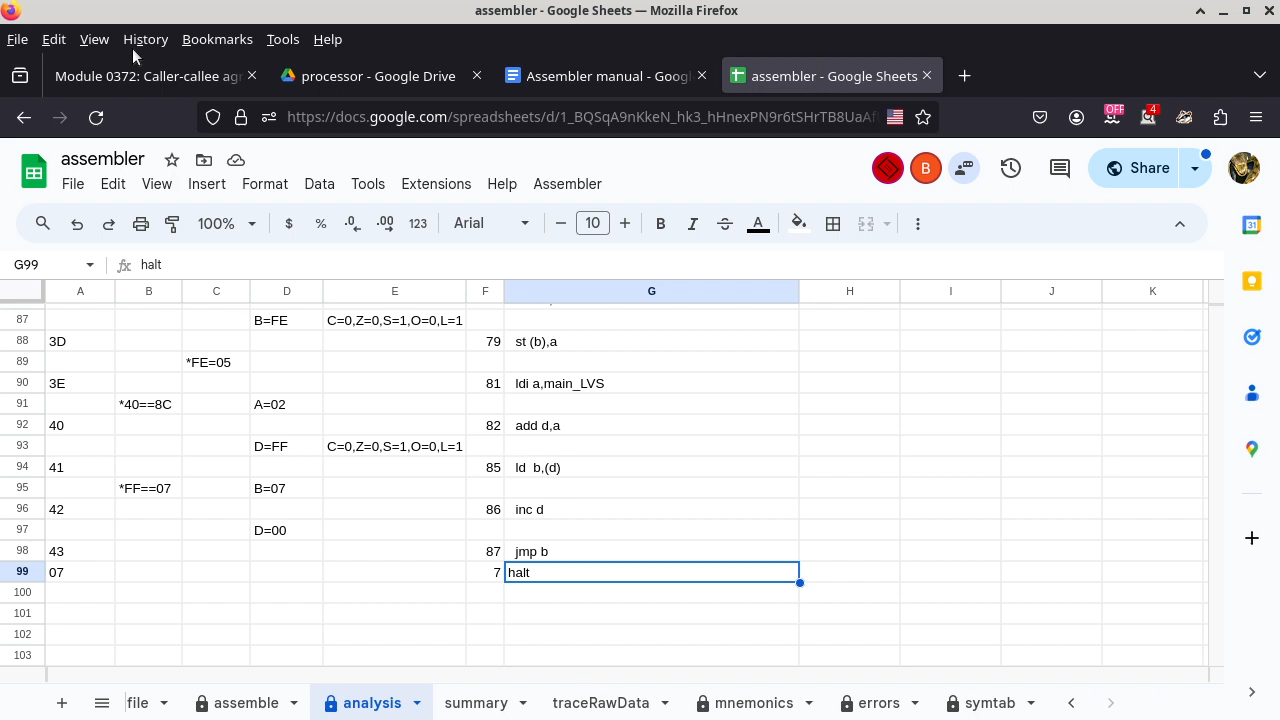 assembler - Google Sheets — Mozilla Firefox
File Edit View History Bookmarks Tools Help
Module 0372: Caller-callee agr
processor - Google Drive
Assembler manual - Googl
assembler - Google Sheets
https://docs.google.com/spreadsheets/d/1_BQSqA9nKkeN_hk3_hHnexPN9r6tSHrTB8UaAf
OFF
4
assembler
File Edit View Insert Format Data Tools Extensions Help Assembler
B
Share
100% $ % .0 .00 123 Arial 10 B I S A
31
G99 halt
A B C D E F G H I J K
87 B=FE C=0,Z=0,S=1,O=0,L=1
88 3D 79 st (b),a
89 *FE=05
90 3E 81 ldi a,main_LVS
91 *40==8C A=02
92 40 82 add d,a
93 D=FF C=0,Z=0,S=1,O=0,L=1
94 41 85 ld b,(d)
95 *FF==07 B=07
96 42 86 inc d
97 D=00
98 43 87 jmp b
99 07 7 halt
100
101
102
103
file assemble analysis summary traceRawData mnemonics errors symtab